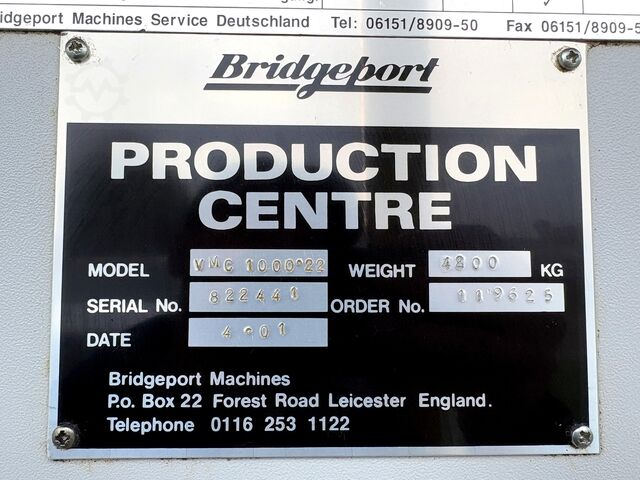 idgeport Machines Service Deutschland Tel: 06151/8909-50 Fax 06151/8909-5
Bridgeport
PRODUCTION
CENTRE
MODEL VMC 1000•22 WEIGHT 4200 KG
SERIAL No. 822441 ORDER No. 119625
DATE 4•01
Bridgeport Machines
P.o. Box 22 Forest Road Leicester England.
Telephone 0116 253 1122